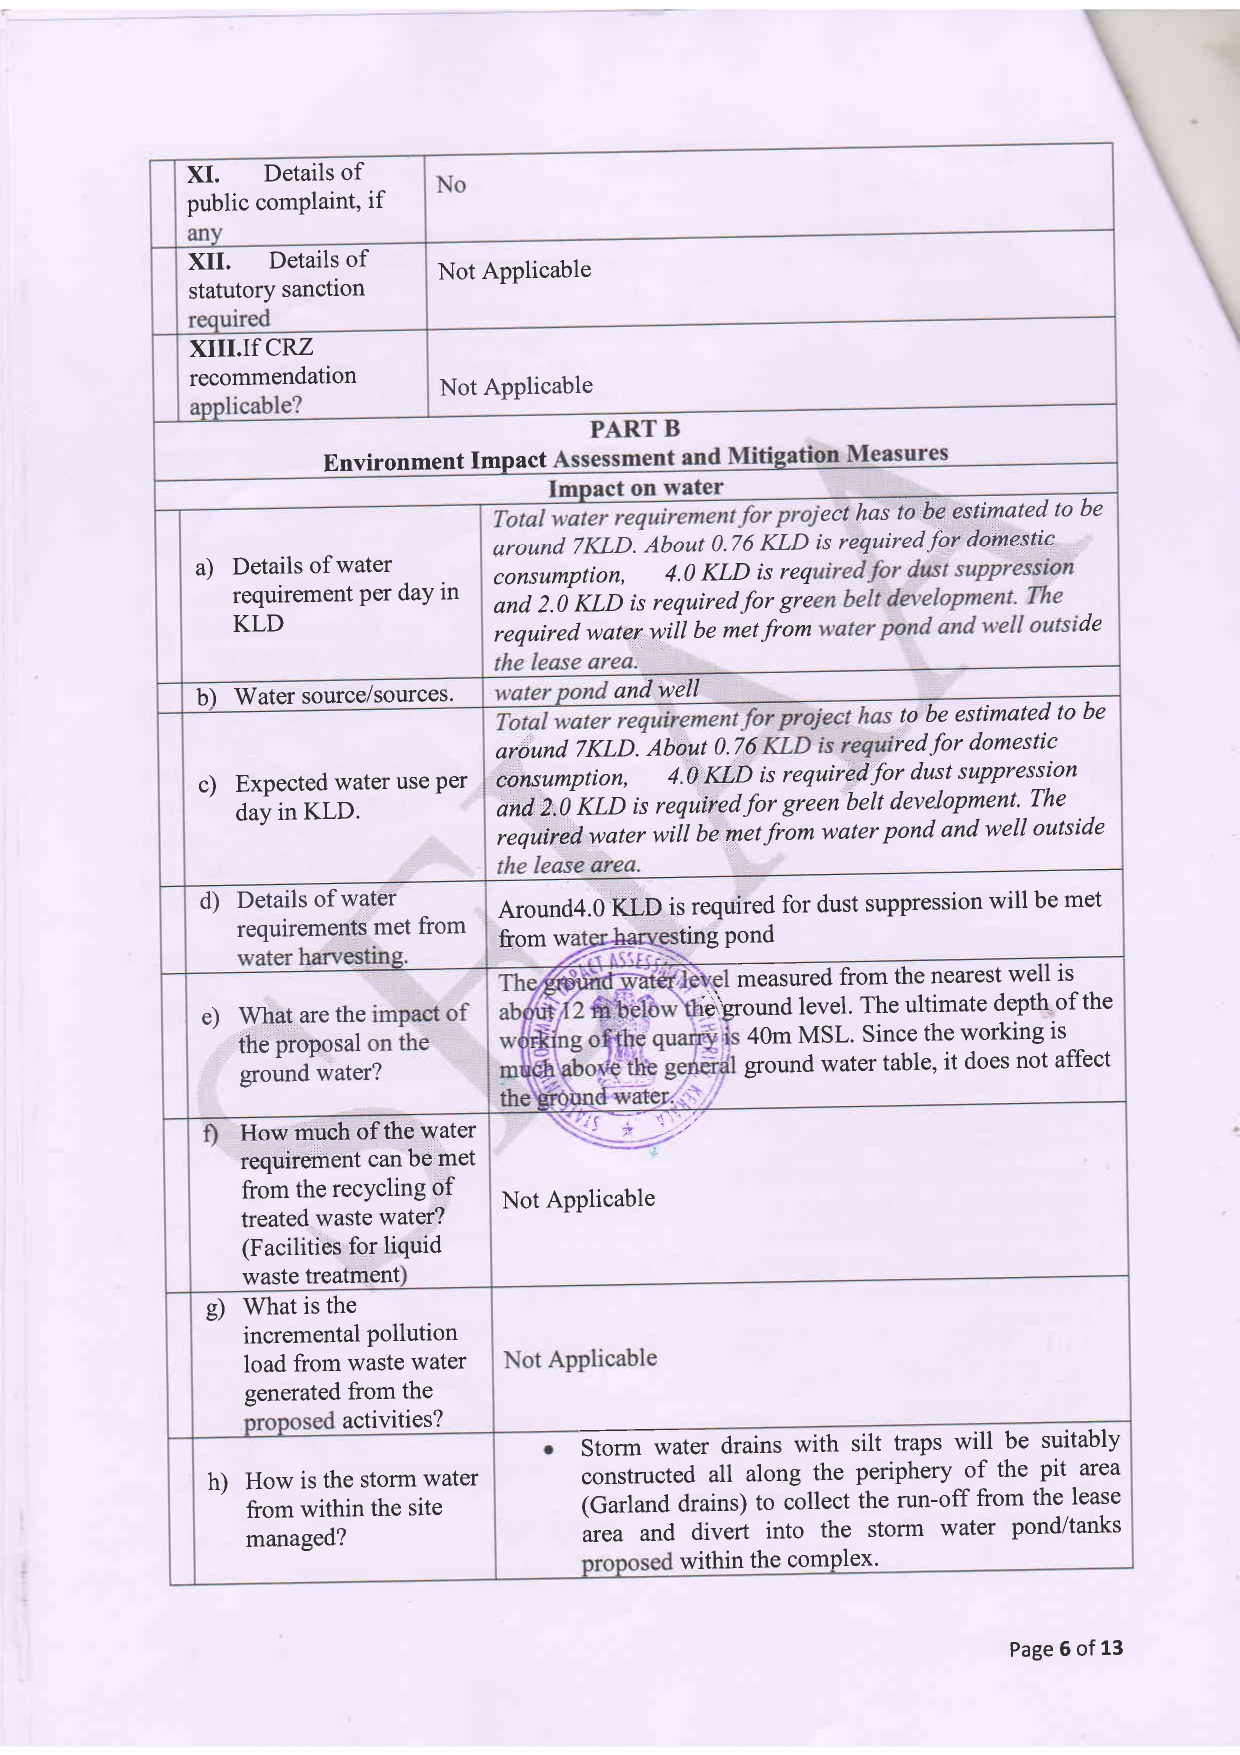 XI. Details of
public complaint, if
any
No
XII. Details of
statutory sanction
required
Not Applicable
XIII.If CRZ
recommendation
applicable?
Not Applicable
PART B
Environment Impact Assessment and Mitigation Measures
Impact on water
a) Details of water
requirement per day in
KLD
Total water requirement for project has to be estimated to be
around 7KLD. About 0.76 KLD is required for domestic
consumption, 4.0 KLD is required for dust suppression
and 2.0 KLD is required for green belt development. The
required water will be met from water pond and well outside
the lease area.
b) Water source/sources.
water pond and well
c) Expected water use per
day in KLD.
Total water requirement for project has to be estimated to be
around 7KLD. About 0.76 KLD is required for domestic
consumption, 4.0 KLD is required for dust suppression
and 2.0 KLD is required for green belt development. The
required water will be met from water pond and well outside
the lease area.
d) Details of water
requirements met from
water harvesting.
Around4.0 KLD is required for dust suppression will be met
from water harvesting pond
e) What are the impact of
the proposal on the
ground water?
The ground water level measured from the nearest well is
about 12 m below the ground level. The ultimate depth of the
working of the quarry is 40m MSL. Since the working is
much above the general ground water table, it does not affect
the ground water.
f) How much of the water
requirement can be met
from the recycling of
treated waste water?
(Facilities for liquid
waste treatment)
Not Applicable
g) What is the
incremental pollution
load from waste water
generated from the
proposed activities?
Not Applicable
h) How is the storm water
from within the site
managed?
• Storm water drains with silt traps will be suitably
constructed all along the periphery of the pit area
(Garland drains) to collect the run-off from the lease
area and divert into the storm water pond/tanks
proposed within the complex.
SEIAA
Page 6 of 13